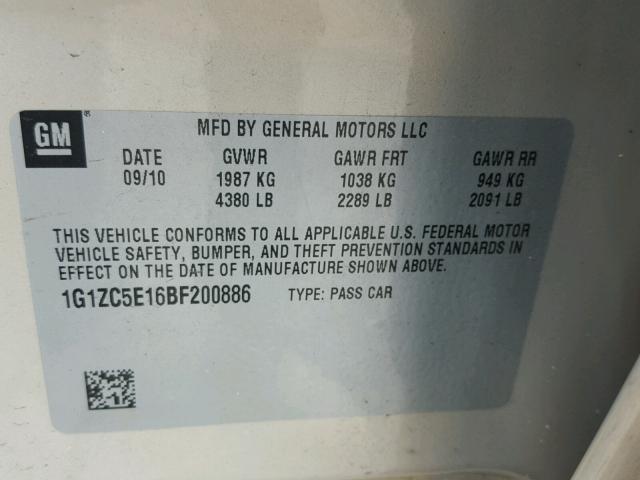 GM ®
MFD BY GENERAL MOTORS LLC
DATE GVWR GAWR FRT GAWR RR
09/10 1987 KG 1038 KG 949 KG
4380 LB 2289 LB 2091 LB
THIS VEHICLE CONFORMS TO ALL APPLICABLE U.S. FEDERAL MOTOR
VEHICLE SAFETY, BUMPER, AND THEFT PREVENTION STANDARDS IN
EFFECT ON THE DATE OF MANUFACTURE SHOWN ABOVE.
1G1ZC5E16BF200886 TYPE: PASS CAR